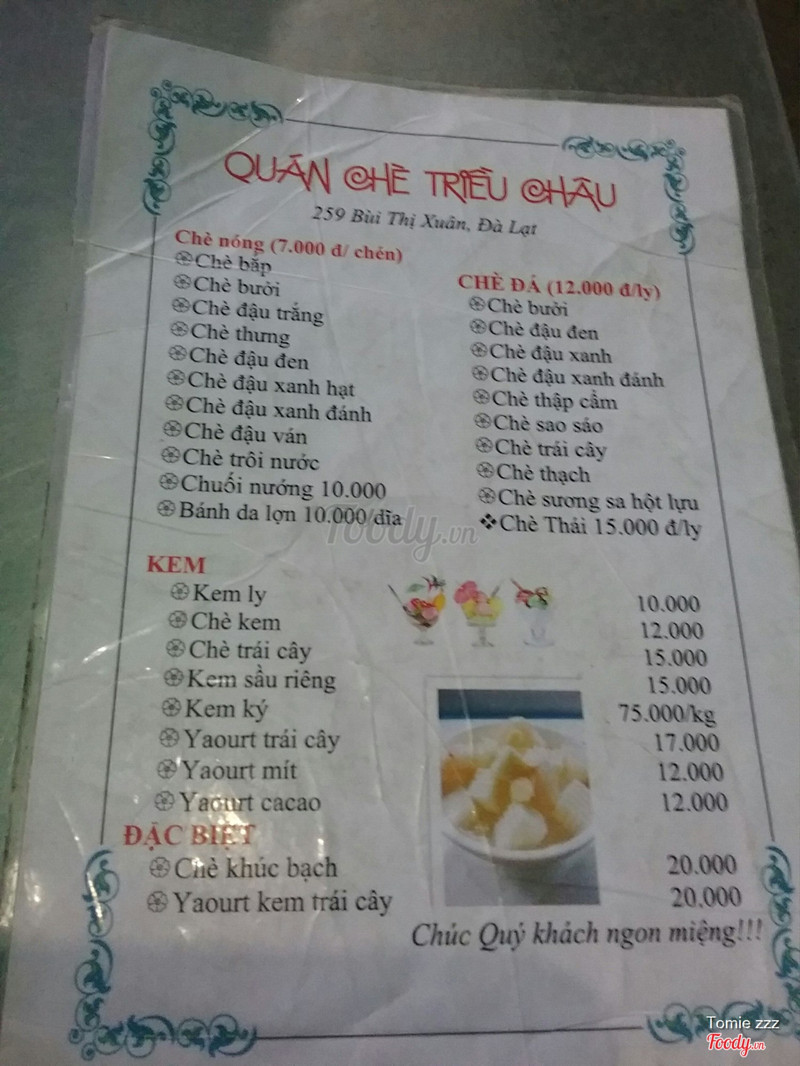 QUÁN CHÈ TRIỀU CHÂU
259 Bùi Thị Xuân, Đà Lạt
Chè nóng (7.000 đ/ chén)
Chè bắp
Chè bưởi
Chè đậu trắng
Chè thưng
Chè đậu đen
Chè đậu xanh hạt
Chè đậu xanh đánh
Chè đậu ván
Chè trôi nước
Chuối nướng 10.000
Bánh da lợn 10.000/dĩa
CHÈ ĐÁ (12.000 đ/ly)
Chè bưởi
Chè đậu đen
Chè đậu xanh
Chè đậu xanh đánh
Chè thập cẩm
Chè sao sáo
Chè trái cây
Chè thạch
Chè sương sa hột lựu
Chè Thái 15.000 đ/ly
Foody.vn
KEM
Kem ly 10.000
Chè kem 12.000
Chè trái cây 15.000
Kem sầu riêng 15.000
Kem ký 75.000/kg
Yaourt trái cây 17.000
Yaourt mít 12.000
Yaourt cacao 12.000
ĐẶC BIỆT
Chè khúc bạch 20.000
Yaourt kem trái cây 20.000
Chúc Quý khách ngon miệng!!!
Tomie zzz
Foody.vn